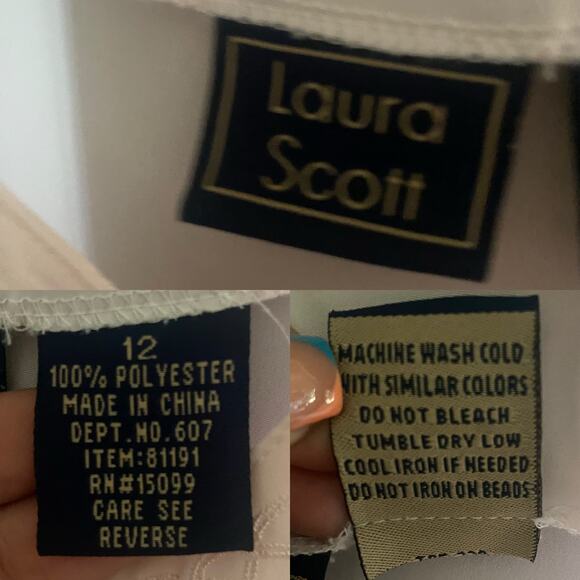 Laura
Scott
12
100% POLYESTER
MADE IN CHINA
DEPT.NO.607
ITEM:81191
RN#15099
CARE SEE
REVERSE
MACHINE WASH COLD
WITH SIMILAR COLORS
DO NOT BLEACH
TUMBLE DRY LOW
COOL IRON IF NEEDED
DO NOT IRON ON BEADS